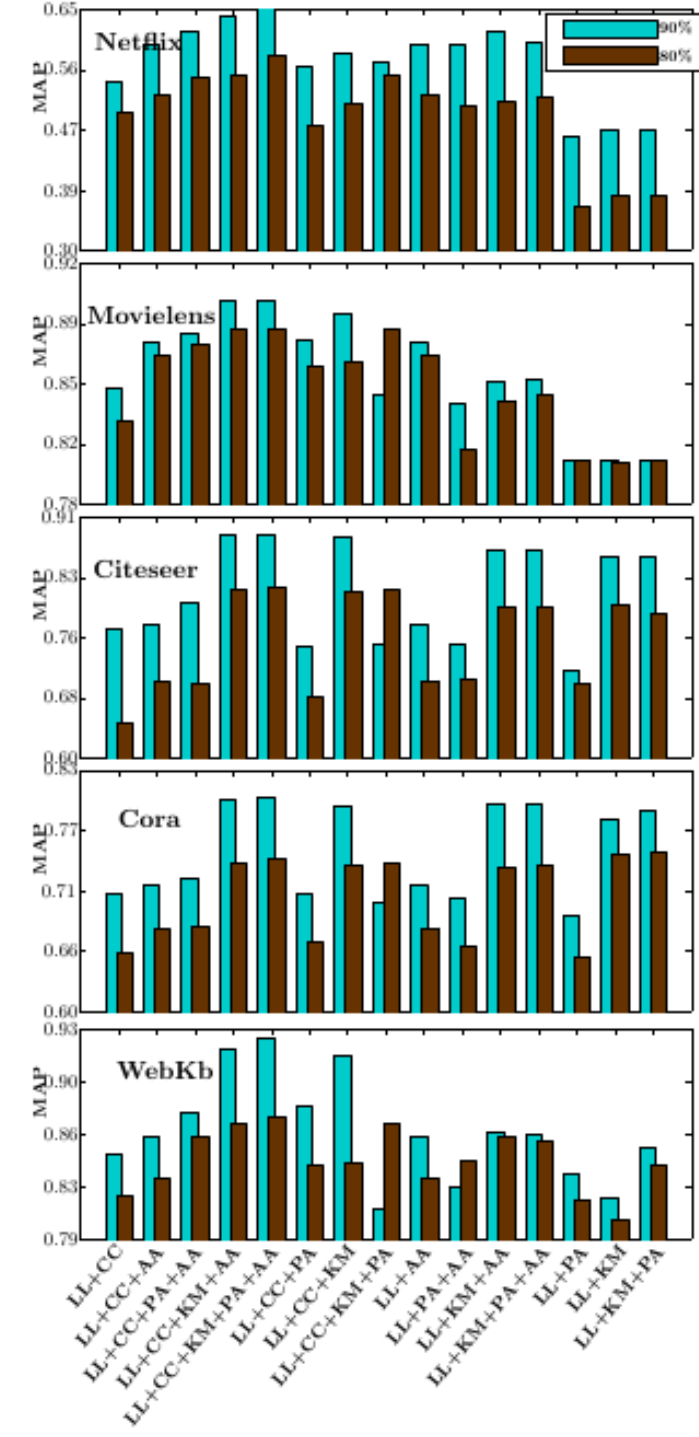 Netflix
90%
80%
MAP
0.65
0.56
0.47
0.39
0.30
Movielens
MAP
0.92
0.89
0.85
0.82
0.78
Citeseer
MAP
0.91
0.83
0.76
0.68
0.60
Cora
MAP
0.83
0.77
0.71
0.66
0.60
WebKb
MAP
0.93
0.90
0.86
0.83
0.79
LL+CC
LL+CC+AA
LL+CC+PA+AA
LL+CC+KM+AA
LL+CC+KM+PA+AA
LL+CC+PA
LL+CC+KM
LL+CC+KM+PA
LL+AA
LL+PA+AA
LL+KM+AA
LL+KM+PA+AA
LL+PA
LL+KM
LL+KM+PA